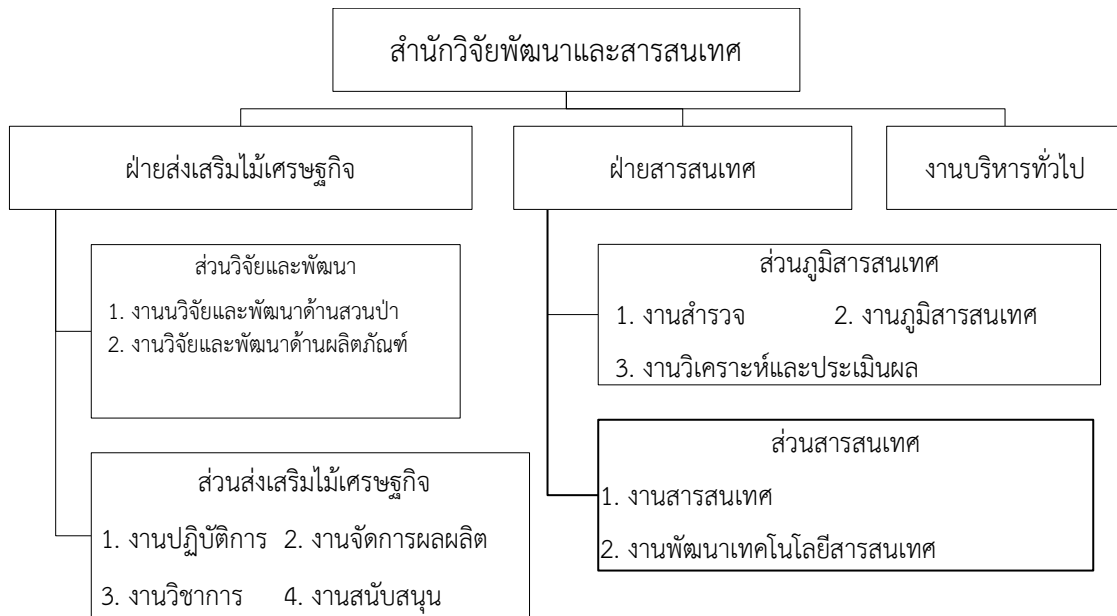 สำนักวิจัยพัฒนาและสารสนเทศ
ฝ่ายส่งเสริมไม้เศรษฐกิจ
ฝ่ายสารสนเทศ
งานบริหารทั่วไป
ส่วนวิจัยและพัฒนา
1. งานนวิจัยและพัฒนาด้านสวนป่า
2. งานวิจัยและพัฒนาด้านผลิตภัณฑ์
ส่วนภูมิสารสนเทศ
1. งานสำรวจ 2. งานภูมิสารสนเทศ
3. งานวิเคราะห์และประเมินผล
ส่วนส่งเสริมไม้เศรษฐกิจ
1. งานปฏิบัติการ 2. งานจัดการผลผลิต
3. งานวิชาการ 4. งานสนับสนุน
ส่วนสารสนเทศ
1. งานสารสนเทศ
2. งานพัฒนาเทคโนโลยีสารสนเทศ